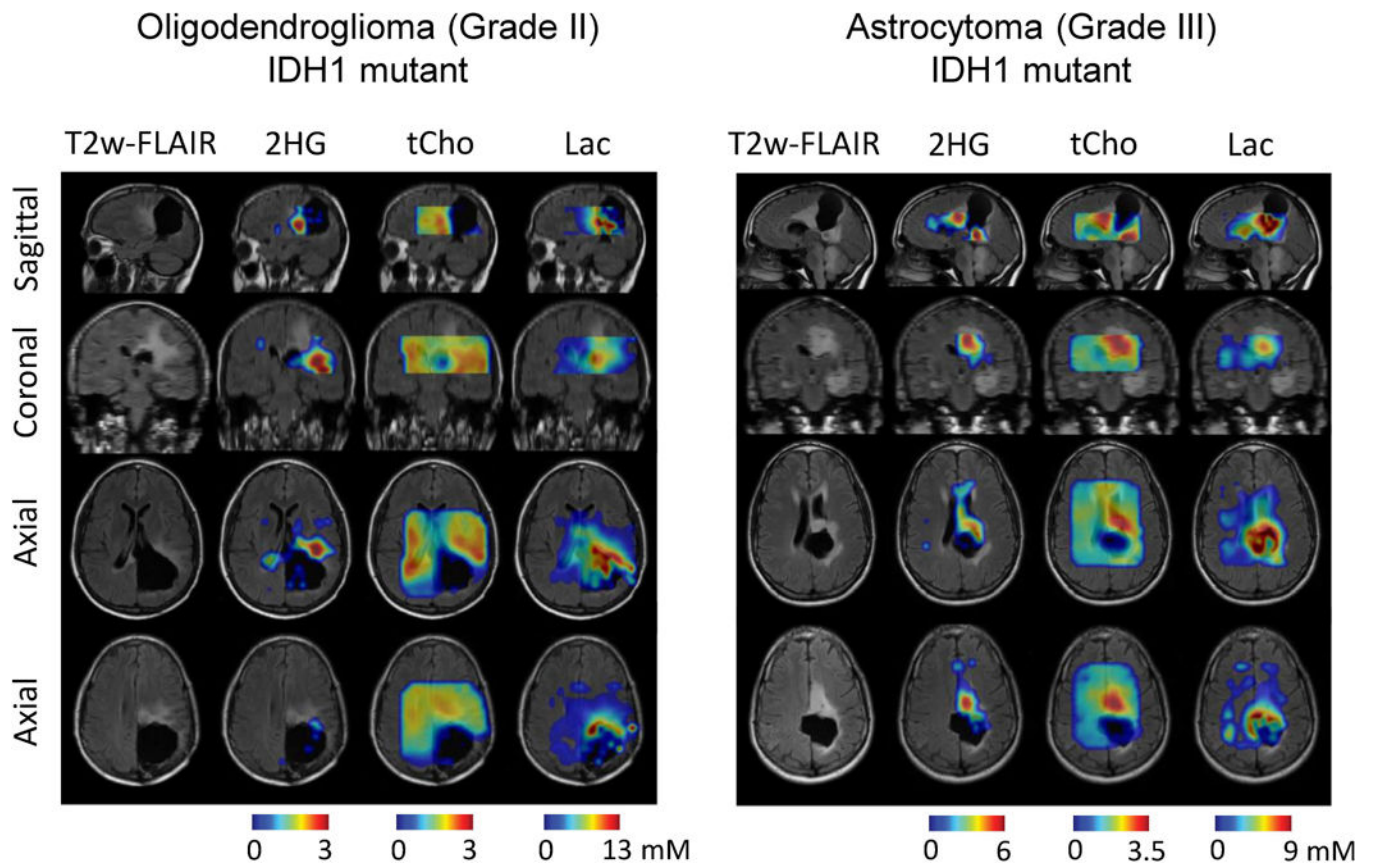 Oligodendroglioma (Grade II)
IDH1 mutant
Astrocytoma (Grade III)
IDH1 mutant
T2w-FLAIR 2HG tCho Lac
T2w-FLAIR 2HG tCho Lac
Sagittal
Coronal
Axial
Axial
0 3 0 3 0 13 mM
0 6 0 3.5 0 9 mM